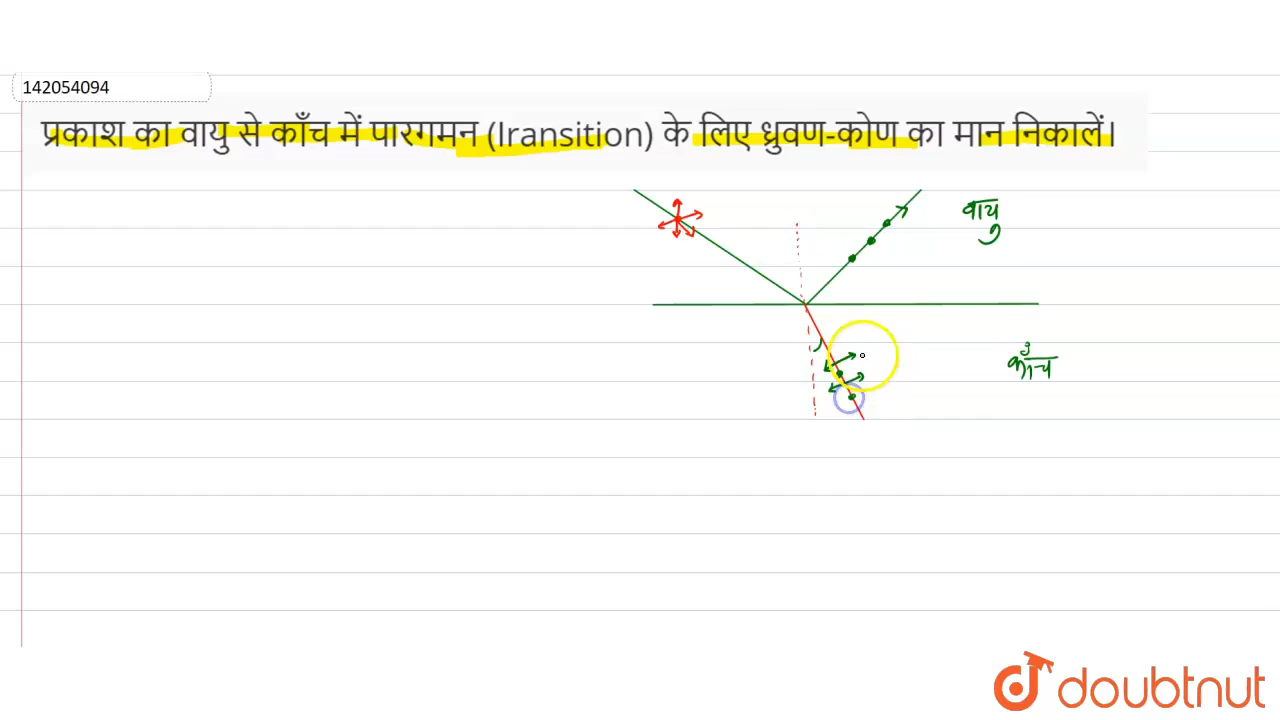 142054094
प्रकाश का वायु से काँच में पारगमन (Iransition) के लिए ध्रुवण-कोण का मान निकालें।
वायु
काँच
doubtnut